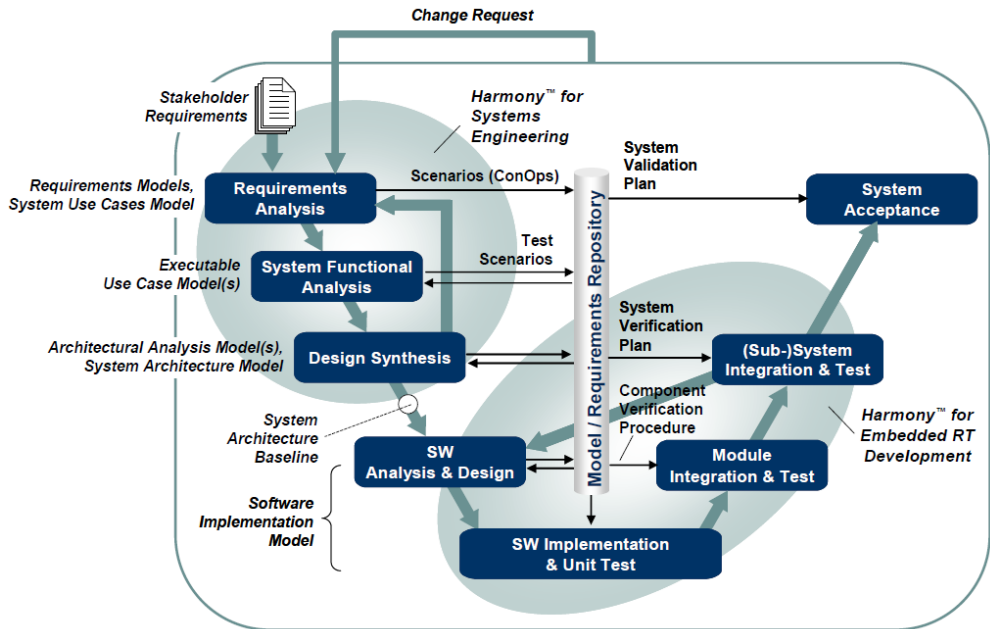 Change Request
Stakeholder
Requirements
Harmony™ for
Systems
Engineering
Requirements Models,
System Use Cases Model
Requirements
Analysis
Scenarios (ConOps)
System
Validation
Plan
System
Acceptance
Executable
Use Case Model(s)
System Functional
Analysis
Test
Scenarios
Model / Requirements Repository
Architectural Analysis Model(s),
System Architecture Model
Design Synthesis
System
Verification
Plan
(Sub-)System
Integration & Test
System
Architecture
Baseline
Component
Verification
Procedure
Harmony™ for
Embedded RT
Development
SW
Analysis & Design
Module
Integration & Test
Software
Implementation
Model
SW Implementation
& Unit Test